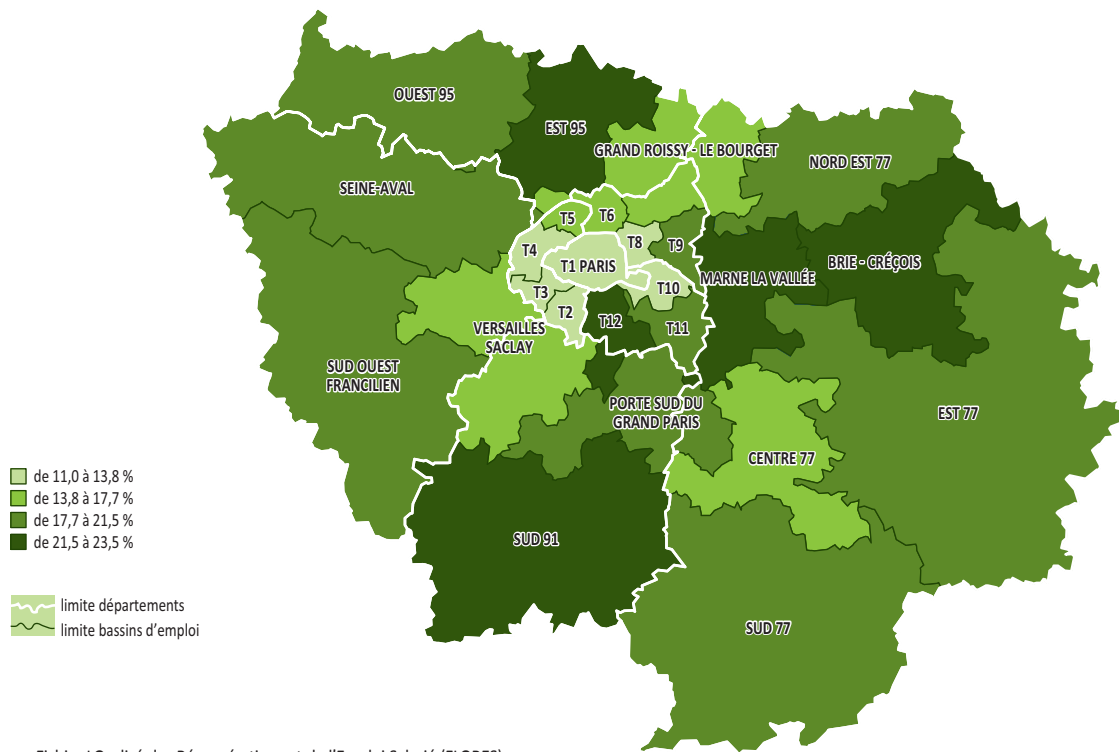 OUEST 95
EST 95
GRAND ROISSY - LE BOURGET
NORD EST 77
SEINE-AVAL
T5
T6
T4
T8
T9
T1 PARIS
BRIE - CRÉÇOIS
MARNE LA VALLÉE
T3
T10
T2
T12
T11
VERSAILLES
SACLAY
SUD OUEST
FRANCILIEN
PORTE SUD DU
GRAND PARIS
EST 77
CENTRE 77
SUD 91
SUD 77
de 11,0 à 13,8 %
de 13,8 à 17,7 %
de 17,7 à 21,5 %
de 21,5 à 23,5 %
limite départements
limite bassins d'emploi